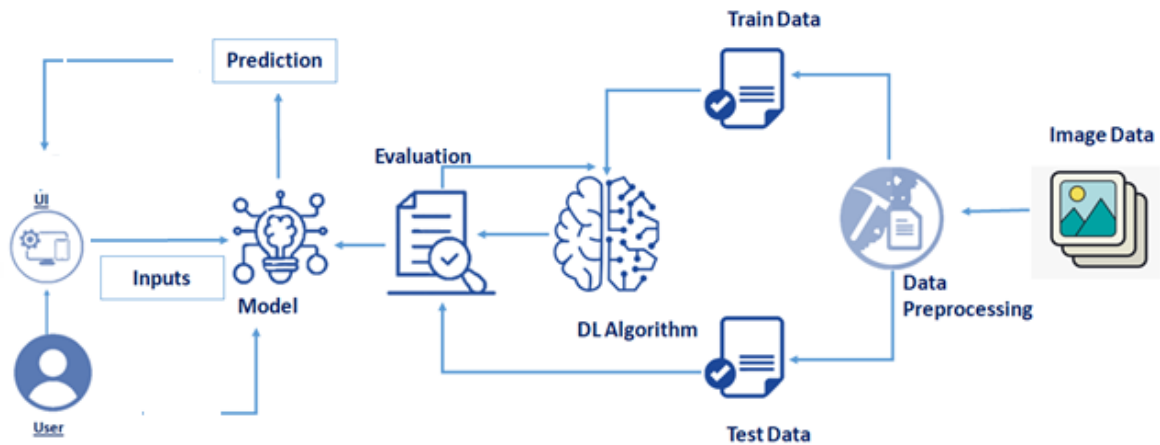 Train Data
Prediction
Image Data
Evaluation
UI
Inputs
Model
Data
Preprocessing
DL Algorithm
User
Test Data